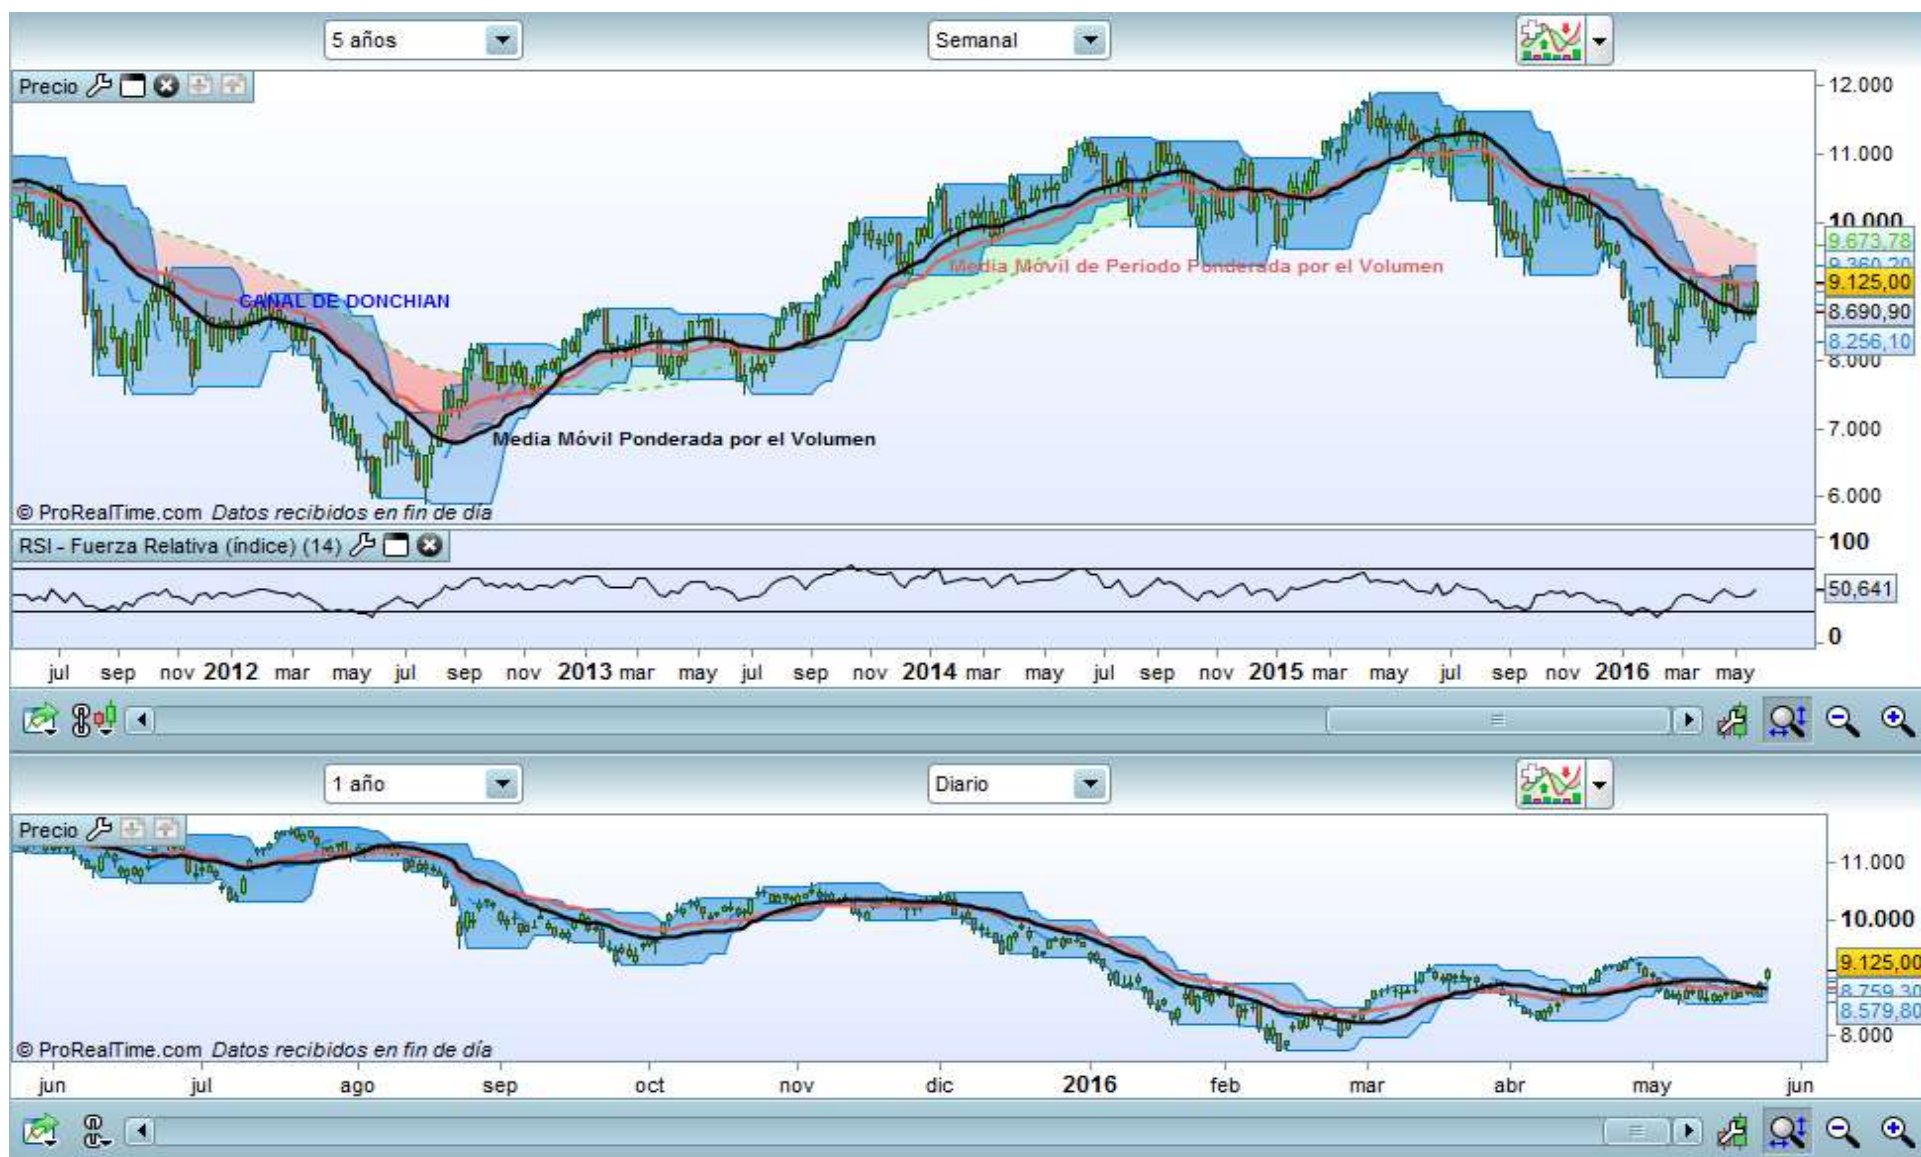 5 años Semanal
Precio
12.000
11.000
10.000
9.673,78
9.360,20
9.125,00
8.690,90
8.256,10
8.000
7.000
6.000
CANAL DE DONCHIAN
Media Móvil de Periodo Ponderada por el Volumen
Media Móvil Ponderada por el Volumen
© ProRealTime.com Datos recibidos en fin de día
RSI - Fuerza Relativa (índice) (14)
100
50,641
0
jul sep nov 2012 mar may jul sep nov 2013 mar may jul sep nov 2014 mar may jul sep nov 2015 mar may jul sep nov 2016 mar may
1 año Diario
Precio
11.000
10.000
9.125,00
8.759,30
8.579,80
8.000
© ProRealTime.com Datos recibidos en fin de día
jun jul ago sep oct nov dic 2016 feb mar abr may jun